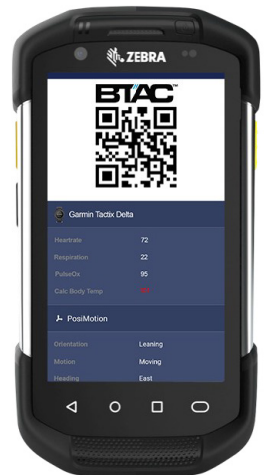 ZEBRA
BTAC™
Garmin Tactix Delta
Heartrate 72
Respiration 22
PulseOx 95
Calc Body Temp
PosiMotion
Orientation Leaning
Motion Moving
Heading East